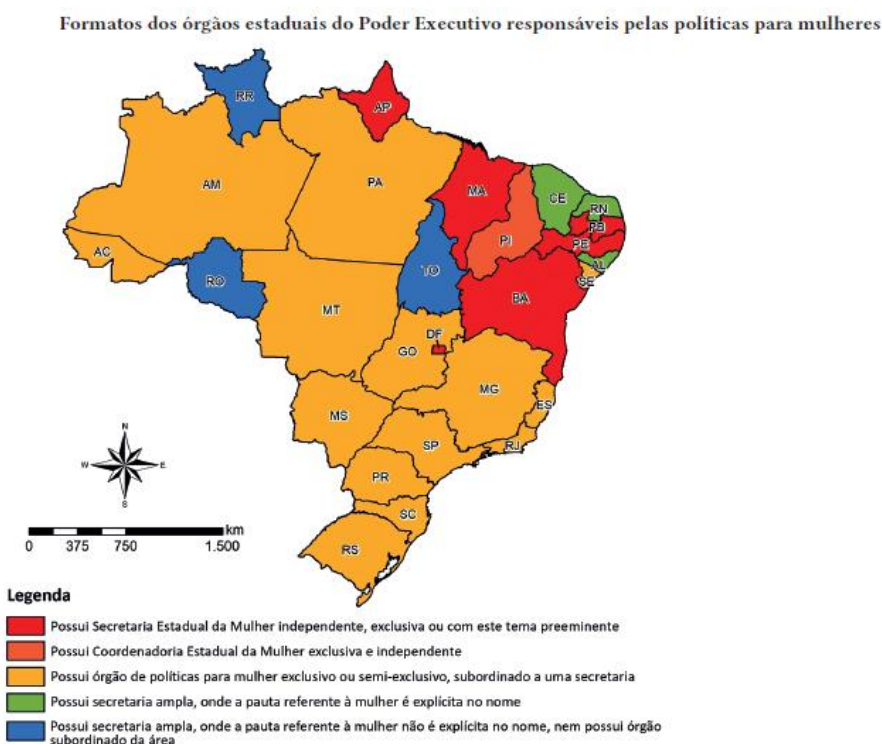 Formatos dos órgãos estaduais do Poder Executivo responsáveis pelas políticas para mulheres
RR
AP
AM
PA
MA
CE
RN
PB
PI
PE
AC
AL
TO
SE
RO
BA
MT
DF
GO
MG
ES
MS
SP
RJ
N
W
E
PR
S
SC
km
0 375 750 1.500
RS
Legenda
Possui Secretaria Estadual da Mulher independente, exclusiva ou com este tema preeminente
Possui Coordenadoria Estadual da Mulher exclusiva e independente
Possui órgão de políticas para mulher exclusivo ou semi-exclusivo, subordinado a uma secretaria
Possui secretaria ampla, onde a pauta referente à mulher é explícita no nome
Possui secretaria ampla, onde a pauta referente à mulher não é explícita no nome, nem possui órgão
subordinado da área